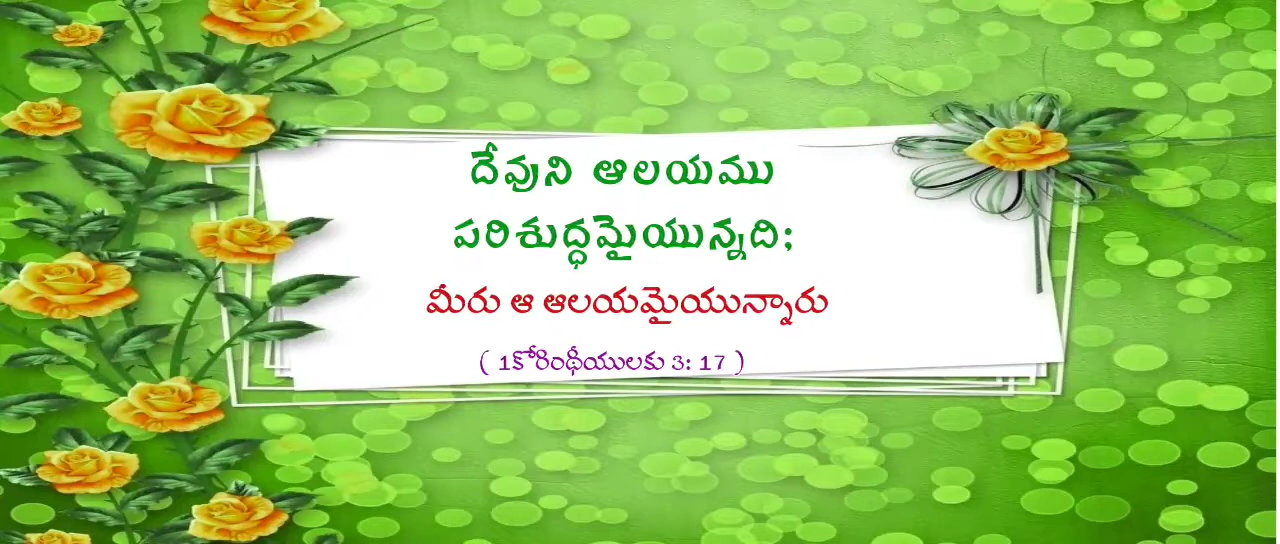 దేవుని ఆలయము
పరిశుద్ధమైయున్నది;
మీరు ఆ ఆలయమైయున్నారు
( 1కోరింథీయులకు 3: 17 )